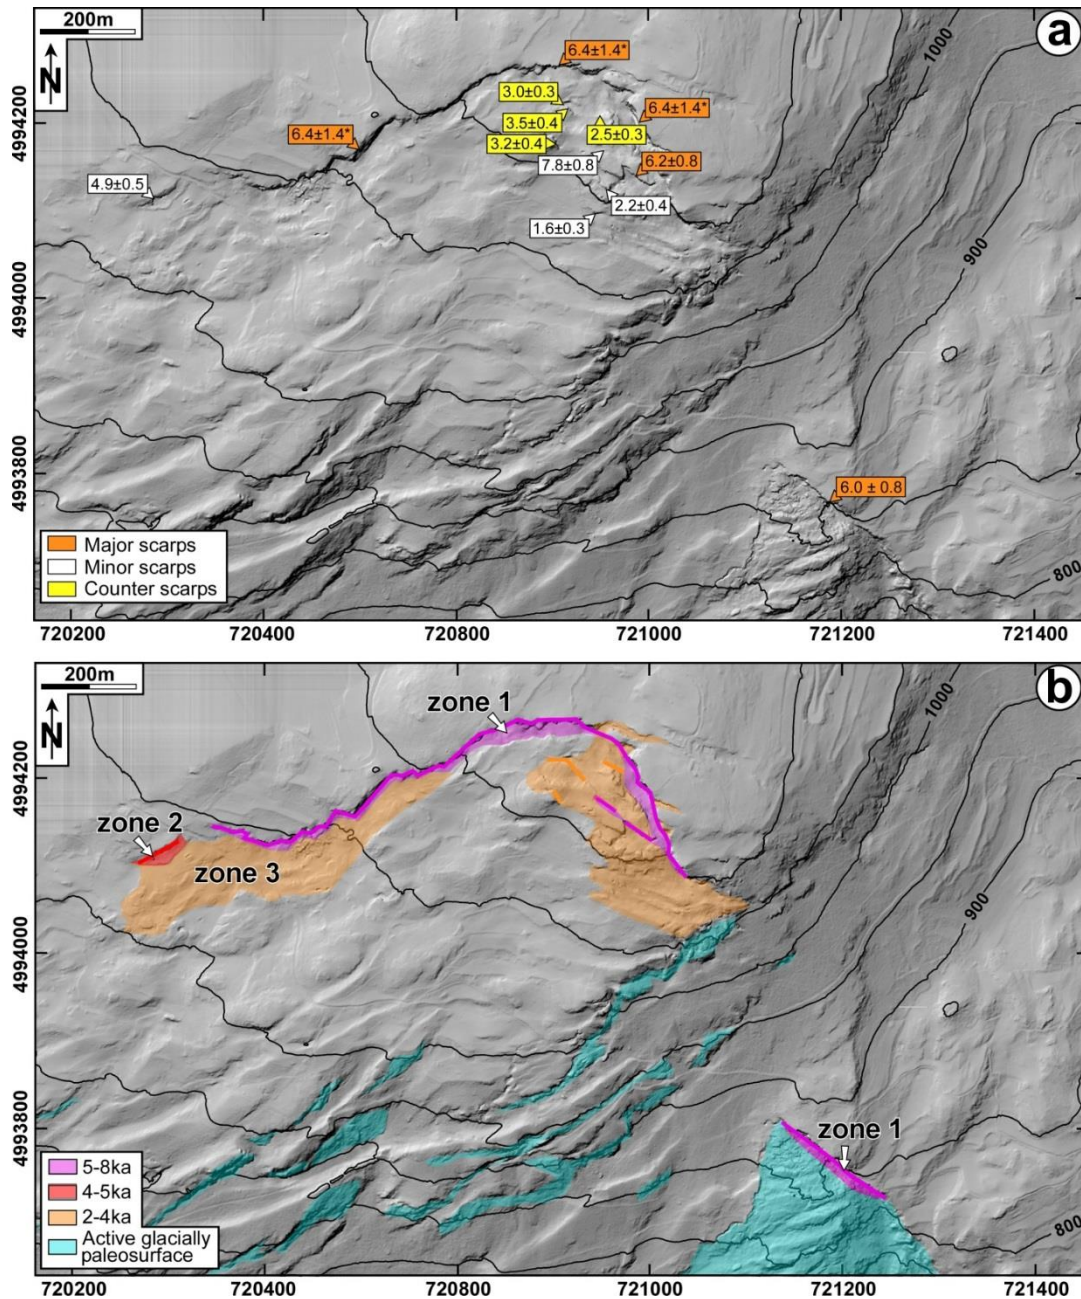 200m
N
a
1000
900
800
6.4±1.4*
3.0±0.3
6.4±1.4*
3.5±0.4
2.5±0.3
6.4±1.4*
3.2±0.4
7.8±0.8
6.2±0.8
4.9±0.5
2.2±0.4
1.6±0.3
6.0 ± 0.8
4994200
4994000
4993800
Major scarps
Minor scarps
Counter scarps
720200 720400 720800 721000 721200 721400
200m
N
b
1000
900
800
zone 1
zone 2
zone 3
zone 1
4994200
4994000
4993800
5-8ka
4-5ka
2-4ka
Active glacially
paleosurface
720200 720400 720800 721000 721200 721400